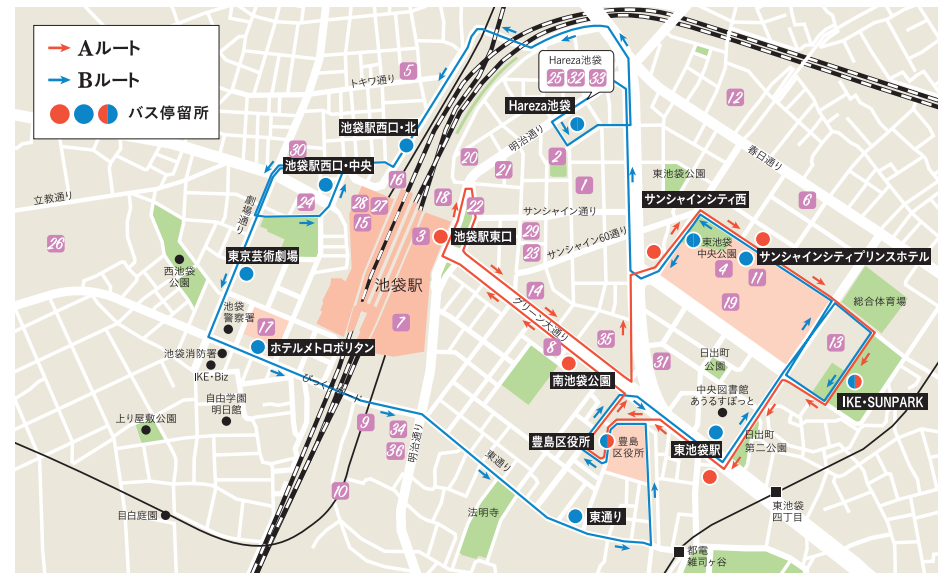 Aルート
Bルート
バス停留所
5
トキワ通り
Hareza池袋
25 32 33
Hareza池袋
12
池袋駅西口・北
明治通り
春日通り
30
20
2
21
池袋駅西口・中央
16
東池袋公園
1
立教通り
劇場通り
24
28 27
15
18
22
サンシャイン通り
サンシャインシティ西
6
26
3
池袋駅東口
29
23
サンシャイン60通り
東池袋
中央公園
サンシャインシティプリンスホテル
西池袋
公園
東京芸術劇場
池袋駅
14
4
11
19
総合体育場
池袋
警察署
17
7
グリーン大通り
35
8
13
ホテルメトロポリタン
池袋消防署
IKE・Biz
31
日出町
公園
南池袋公園
IKE・SUNPARK
自由学園
明日館
中央図書館
あうるすぽっと
上り屋敷公園
9
34
36
明治通り
豊島区役所
豊島
区役所
東池袋駅
日出町
第二公園
東通り
10
東池袋
四丁目
目白庭園
法明寺
東通り
都電
雑司ヶ谷